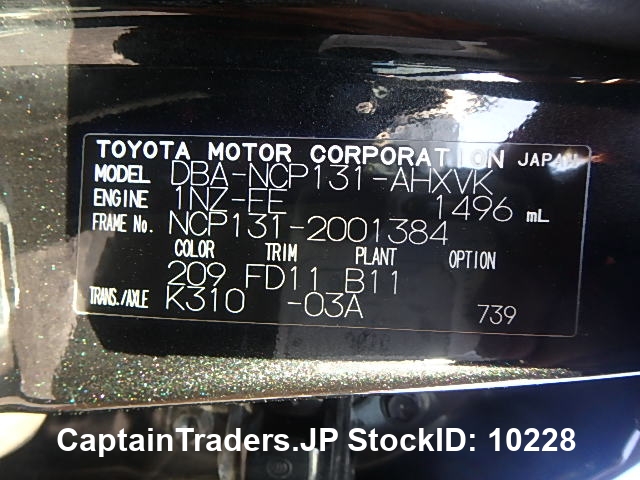 TOYOTA MOTOR CORPORATION JAPAN
MODEL DBA-NCP131-AHXVK
ENGINE 1NZ-FE 1496 mL
FRAME No. NCP131-2001384
COLOR TRIM PLANT OPTION
209 FD11 B11
TRANS./AXLE K310 -03A 739
CaptainTraders.JP StockID: 10228